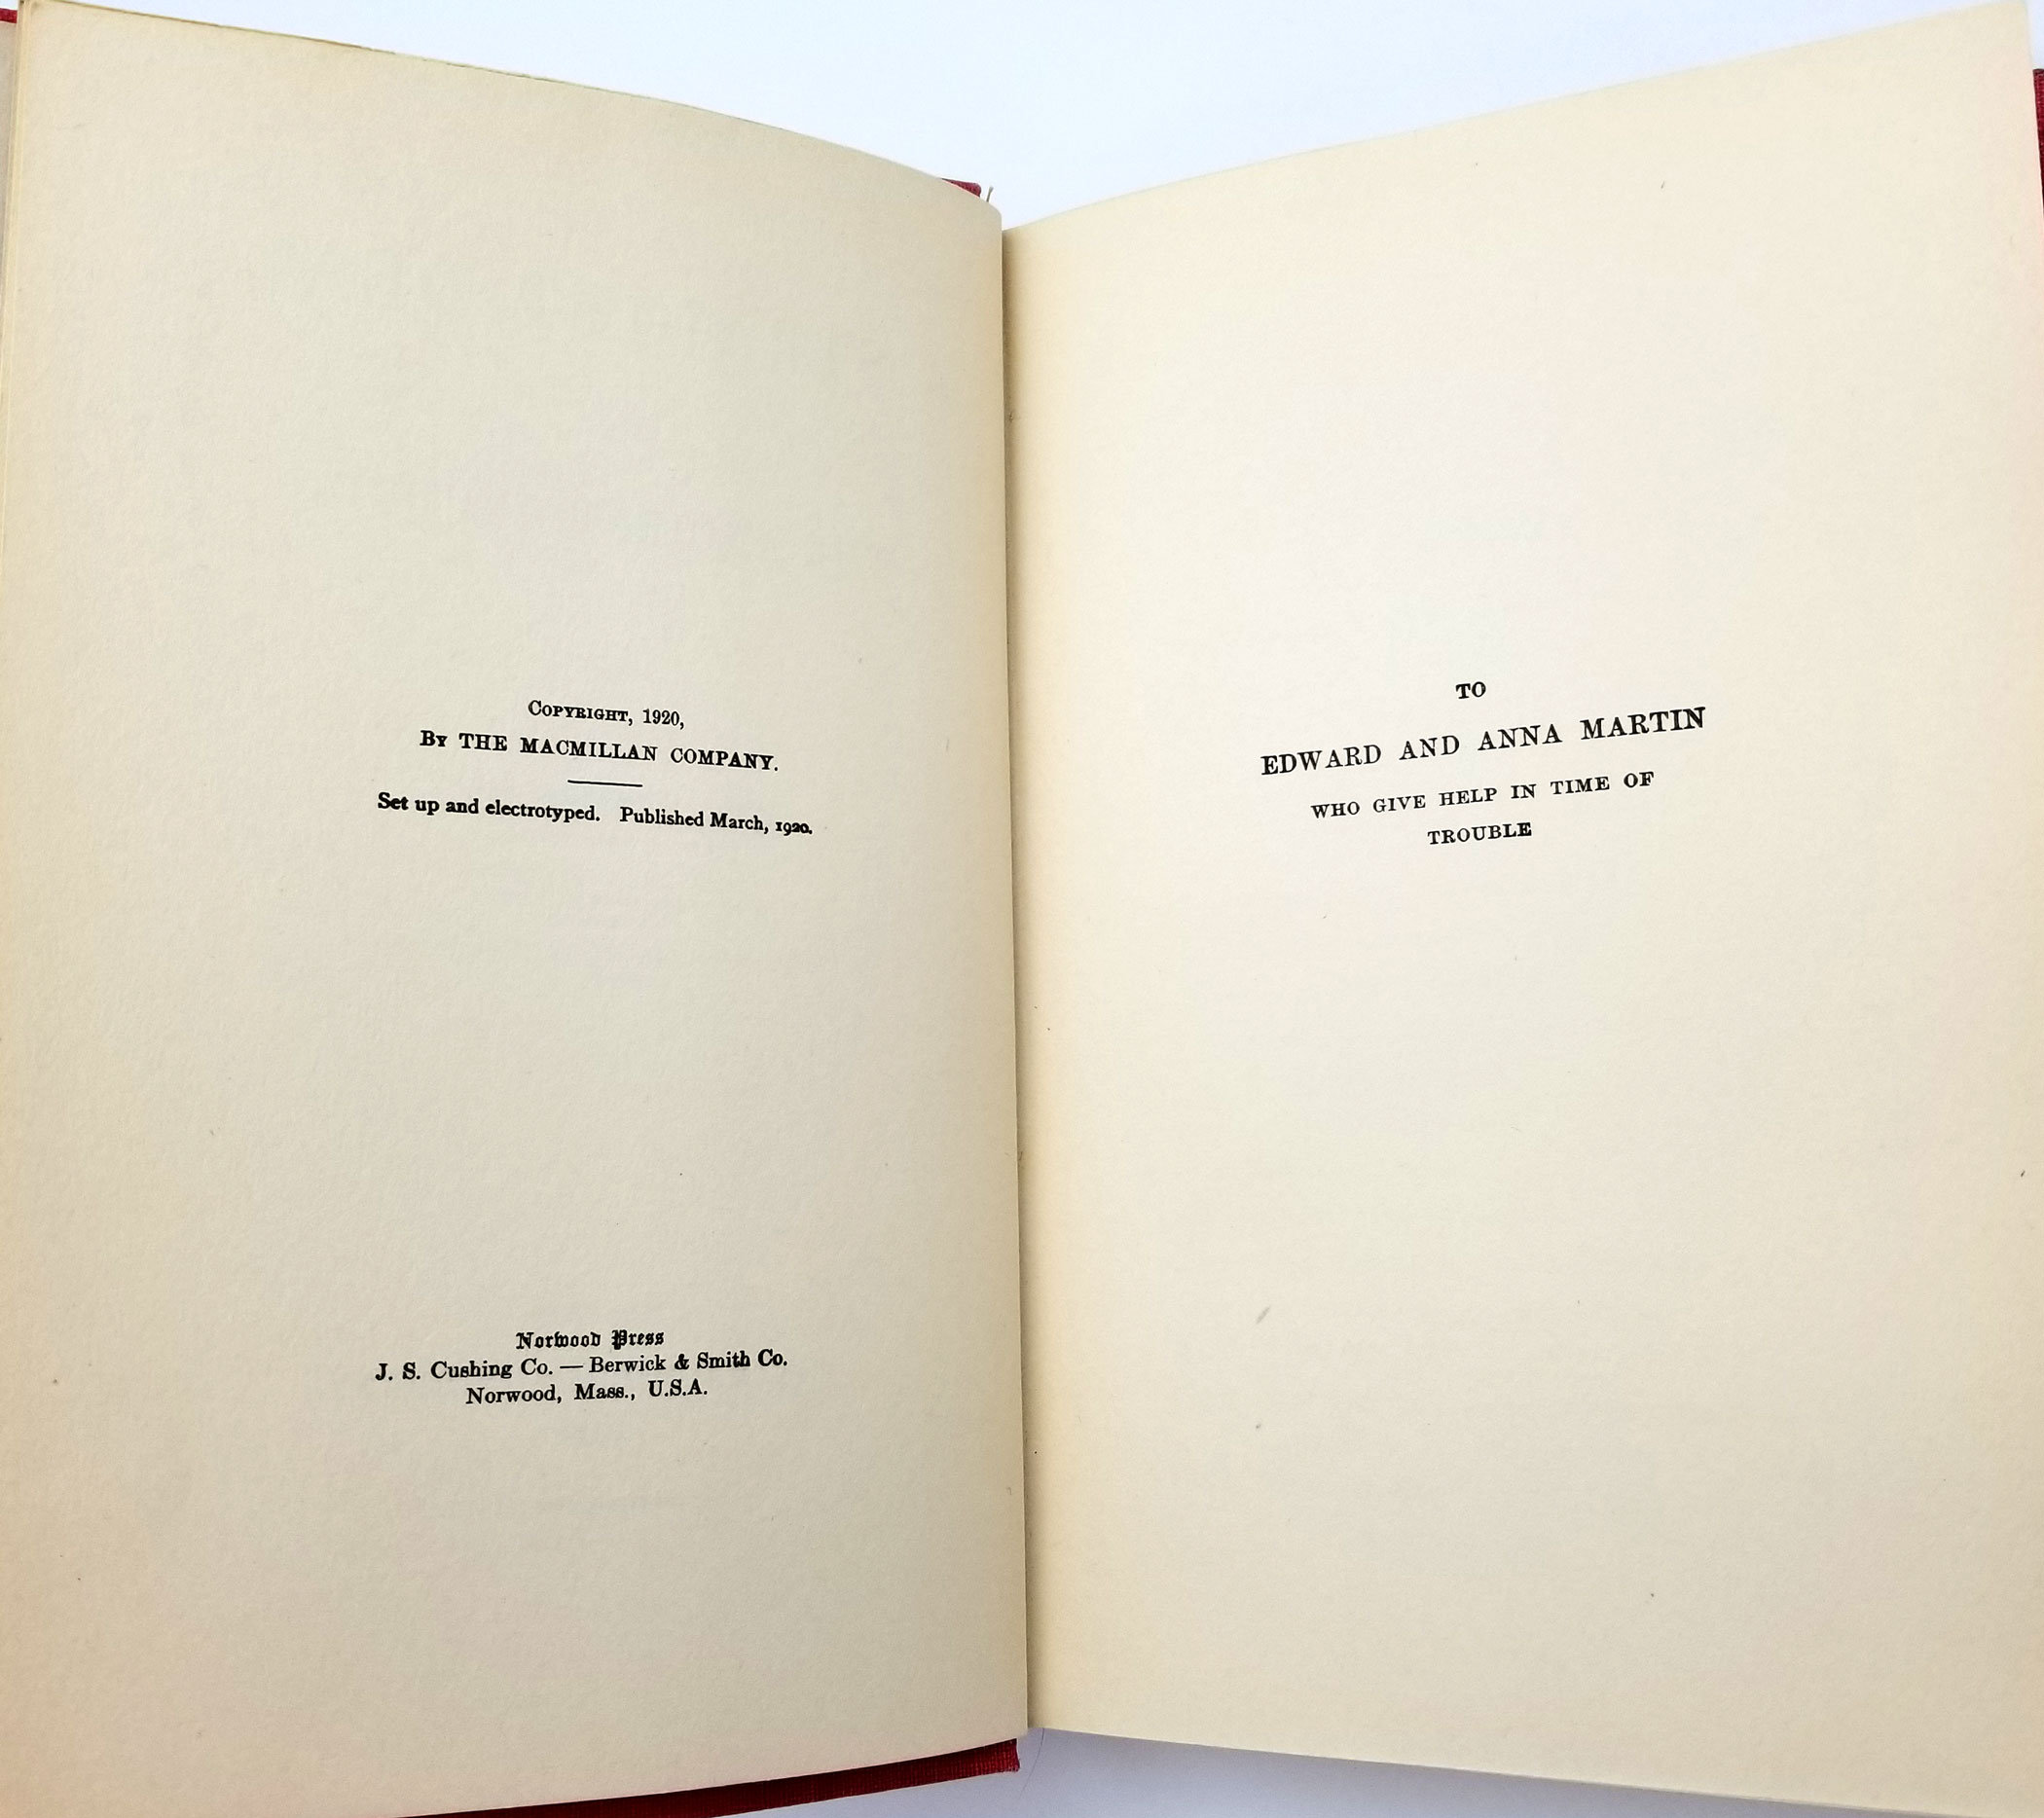 Copyright, 1920,
By THE MACMILLAN COMPANY.
Set up and electrotyped. Published March, 1920.
Norwood Press
J. S. Cushing Co. — Berwick & Smith Co.
Norwood, Mass., U.S.A.
TO
EDWARD AND ANNA MARTIN
WHO GIVE HELP IN TIME OF
TROUBLE